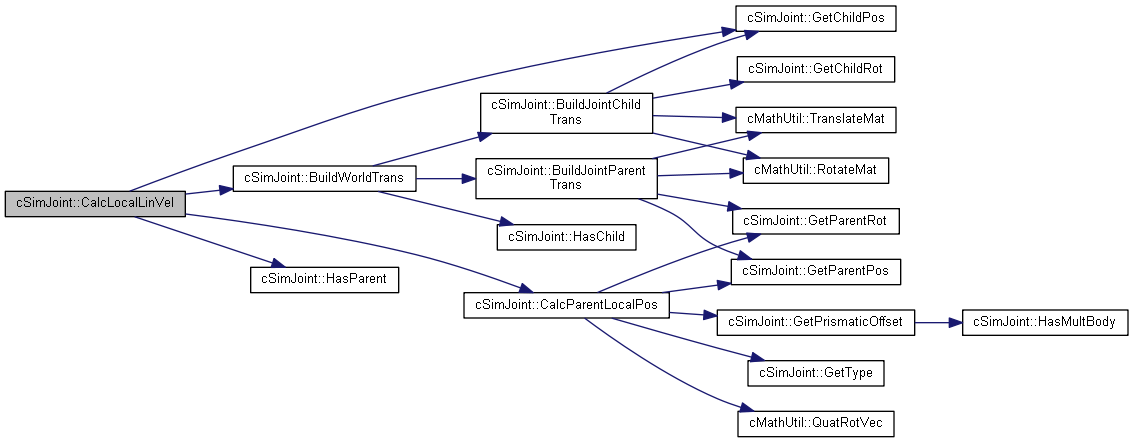 cSimJoint::CalcLocalLinVel
cSimJoint::BuildWorldTrans
cSimJoint::HasParent
cSimJoint::BuildJointChild
Trans
cSimJoint::BuildJointParent
Trans
cSimJoint::HasChild
cSimJoint::CalcParentLocalPos
cSimJoint::GetChildPos
cSimJoint::GetChildRot
cMathUtil::TranslateMat
cMathUtil::RotateMat
cSimJoint::GetParentRot
cSimJoint::GetParentPos
cSimJoint::GetPrismaticOffset
cSimJoint::GetType
cMathUtil::QuatRotVec
cSimJoint::HasMultBody